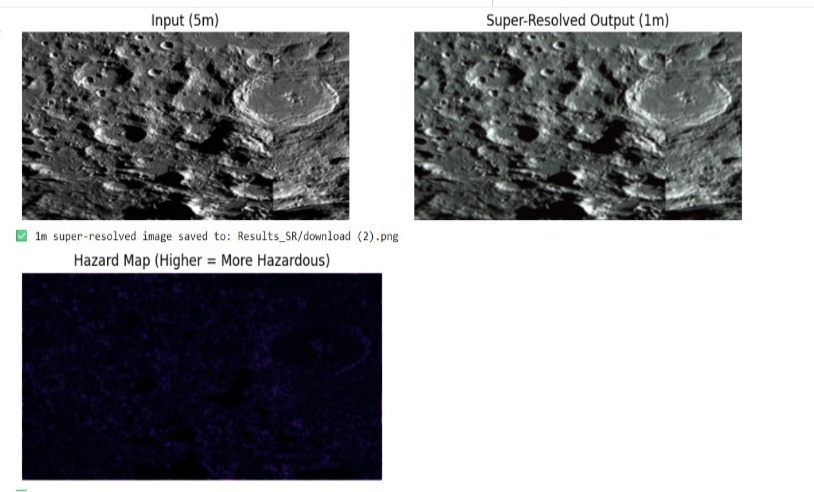 Input (5m)
Super-Resolved Output (1m)
1m super-resolved image saved to: Results_SR/download (2).png
Hazard Map (Higher = More Hazardous)